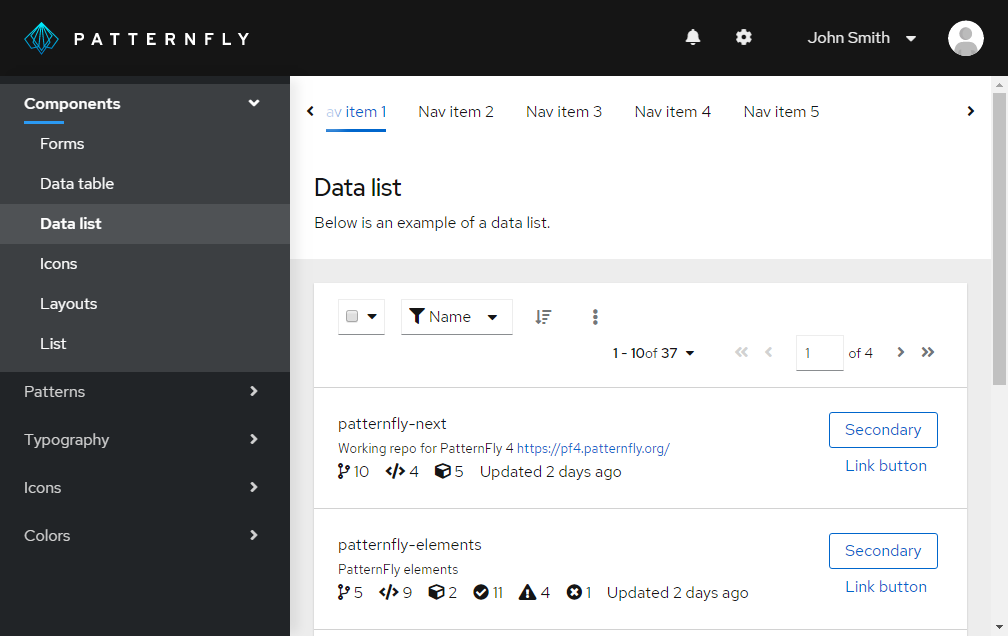 PATTERNFLY
John Smith
Components
Forms
Data table
Data list
Icons
Layouts
List
Patterns
Typography
Icons
Colors
av item 1 Nav item 2 Nav item 3 Nav item 4 Nav item 5
Data list
Below is an example of a data list.
Name
1 - 10of 37 1 of 4
patternfly-next
Working repo for PatternFly 4 https://pf4.patternfly.org/
10 4 5 Updated 2 days ago
Secondary
Link button
patternfly-elements
PatternFly elements
5 9 2 11 4 1 Updated 2 days ago
Secondary
Link button